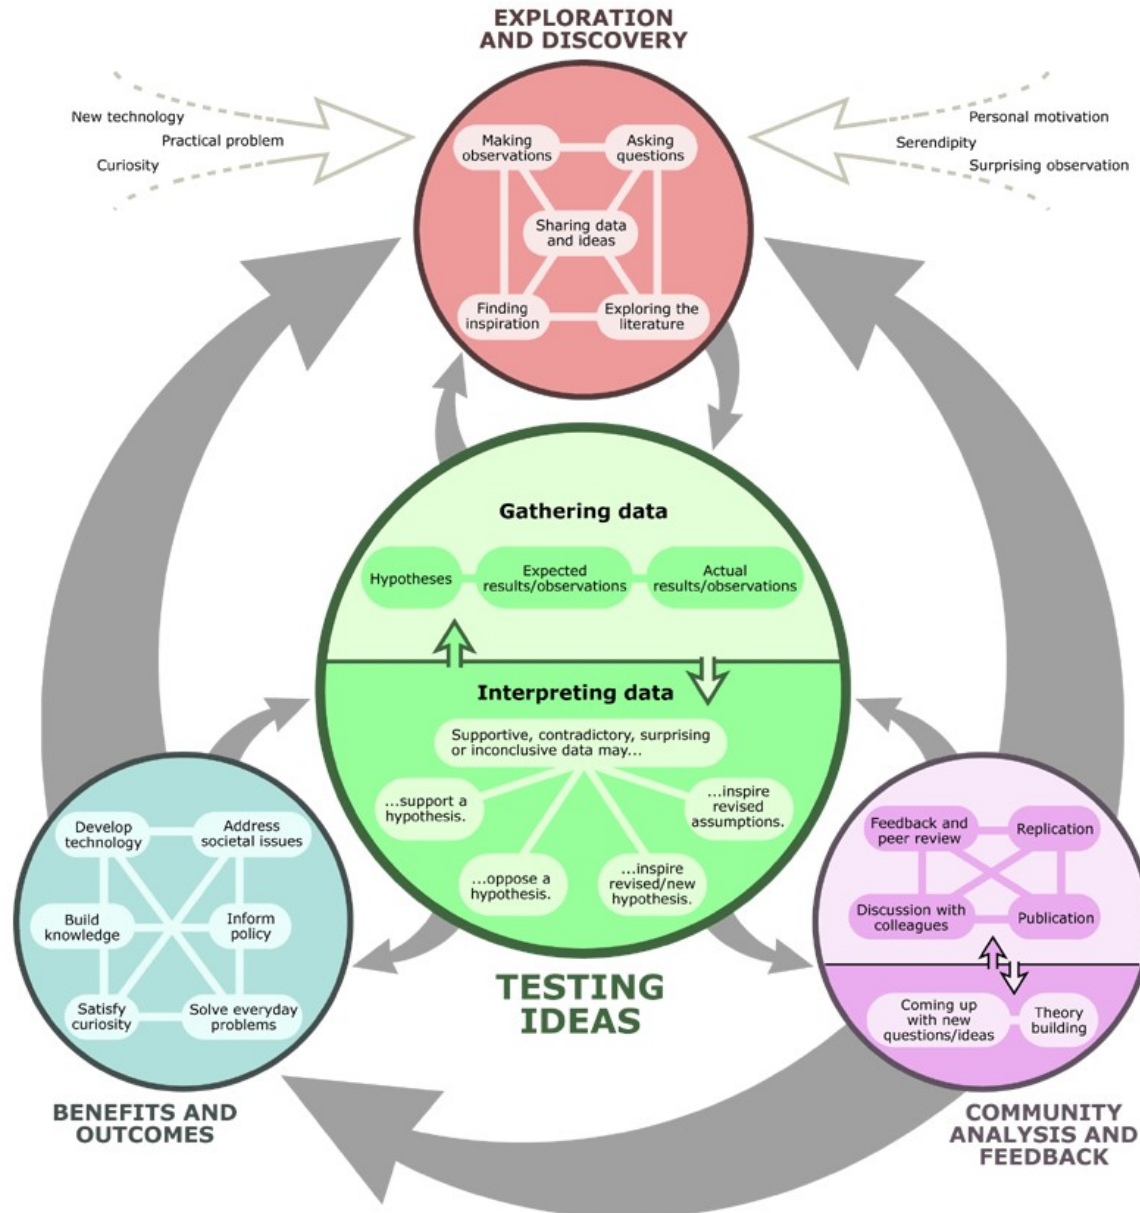 EXPLORATION
AND DISCOVERY
New technology
Practical problem
Curiosity
Personal motivation
Serendipity
Surprising observation
Making
observations
Asking
questions
Sharing data
and ideas
Finding
inspiration
Exploring the
literature
Gathering data
Hypotheses
Expected
results/observations
Actual
results/observations
Interpreting data
Supportive, contradictory, surprising
or inconclusive data may...
...support a
hypothesis.
...oppose a
hypothesis.
...inspire
revised/new
hypothesis.
...inspire
revised
assumptions.
TESTING
IDEAS
Develop
technology
Address
societal issues
Build
knowledge
Inform
policy
Satisfy
curiosity
Solve everyday
problems
BENEFITS AND
OUTCOMES
Feedback and
peer review
Replication
Discussion with
colleagues
Publication
Coming up
with new
questions/ideas
Theory
building
COMMUNITY
ANALYSIS AND
FEEDBACK